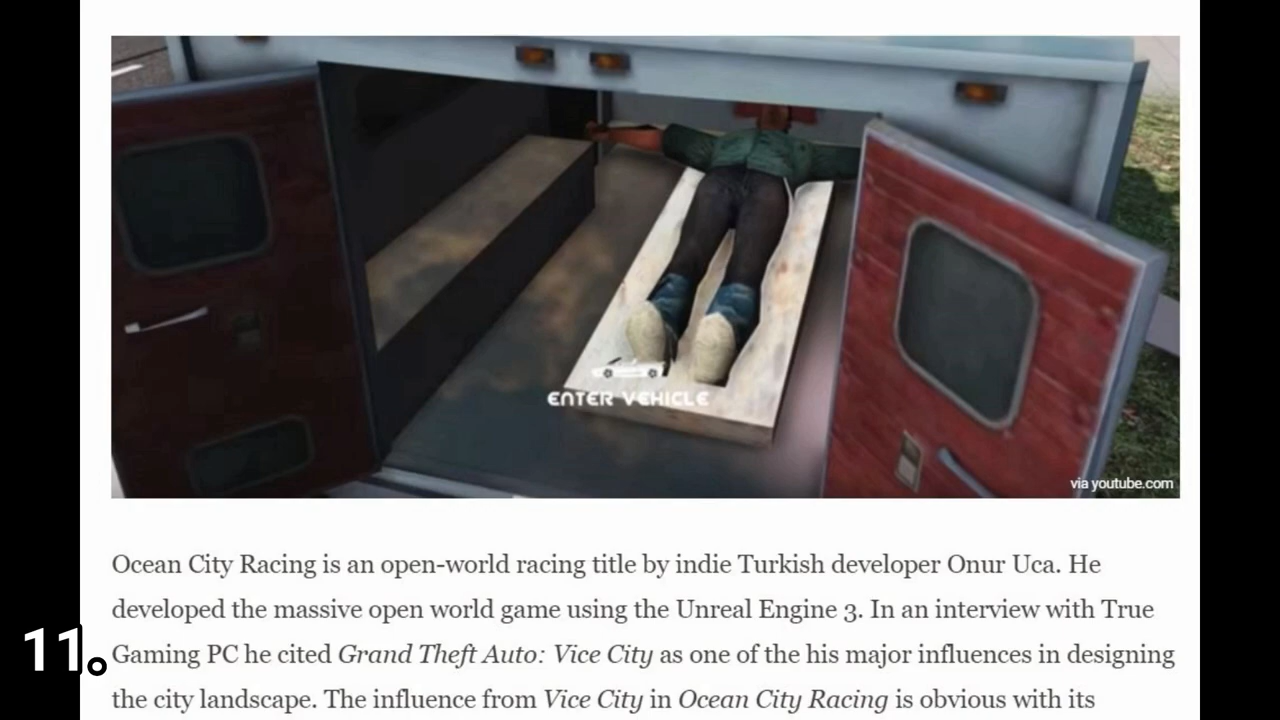 ENTER VEHICLE
via youtube.com
Ocean City Racing is an open-world racing title by indie Turkish developer Onur Uca. He
developed the massive open world game using the Unreal Engine 3. In an interview with True
Gaming PC he cited Grand Theft Auto: Vice City as one of the his major influences in designing
the city landscape. The influence from Vice City in Ocean City Racing is obvious with its
11.